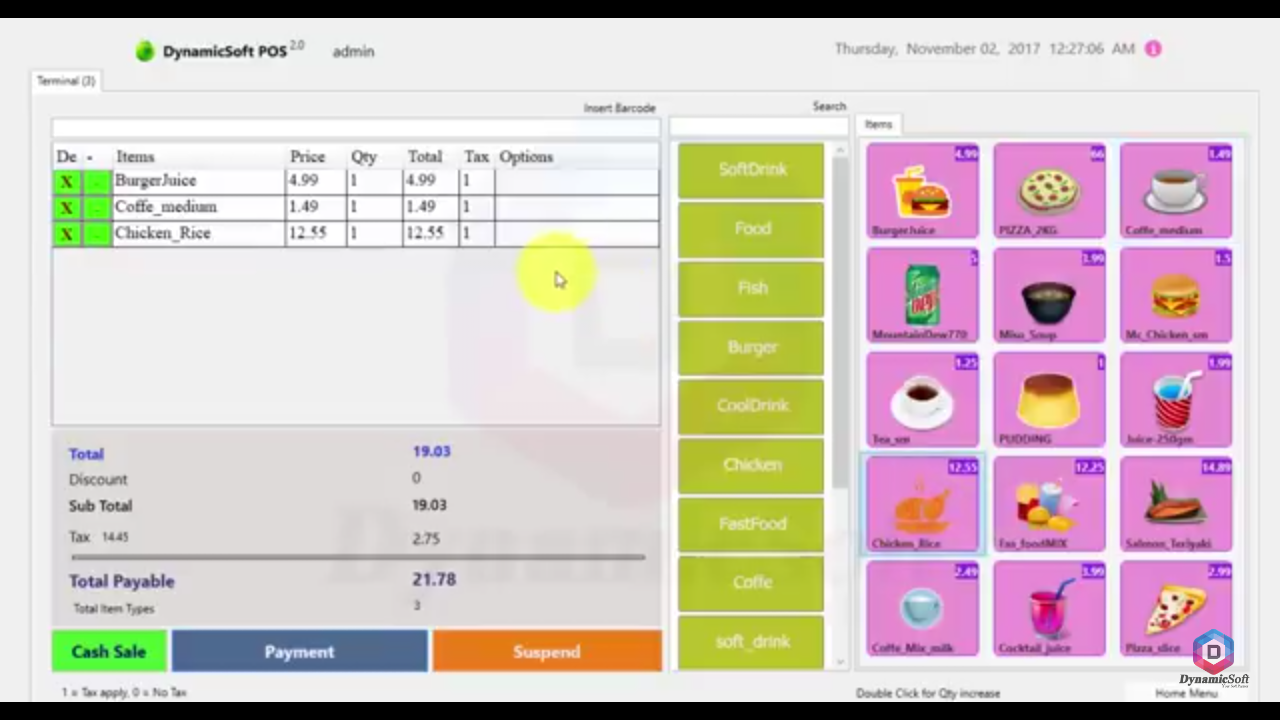 DynamicSoft POS 2.0 admin
Thursday, November 02, 2017 12:27:06 AM
Terminal (3)
Insert Barcode
Search
Items
De - Items Price Qty Total Tax Options
X BurgerJuice 4.99 1 4.99 1
X Coffe_medium 1.49 1 1.49 1
X Chicken_Rice 12.55 1 12.55 1
Total 19.03
Discount 0
Sub Total 19.03
Tax 14.45 2.75
Total Payable 21.78
Total Item Types 3
Cash Sale Payment Suspend
1 = Tax apply, 0 = No Tax
SoftDrink
Food
Fish
Burger
CoolDrink
Chicken
FastFood
Coffe
soft_drink
4.99 66 1.49
BurgerJuice PIZZA_2KG Coffe_medium
5 3.99 1.5
MountainDew770 Misu_Soup Mc_Chicken_sm
1.25 1 1.99
Tea_sm PUDDING Juice-250gm
12.55 12.25 14.89
Chicken_Rice Fas_foodMIX Salmon_Teriyaki
2.49 3.99 2.99
Coffe_Mix_milk Cocktail_juice Pizza_slice
D
DynamicSoft
Double Click for Qty increase
Home Menu